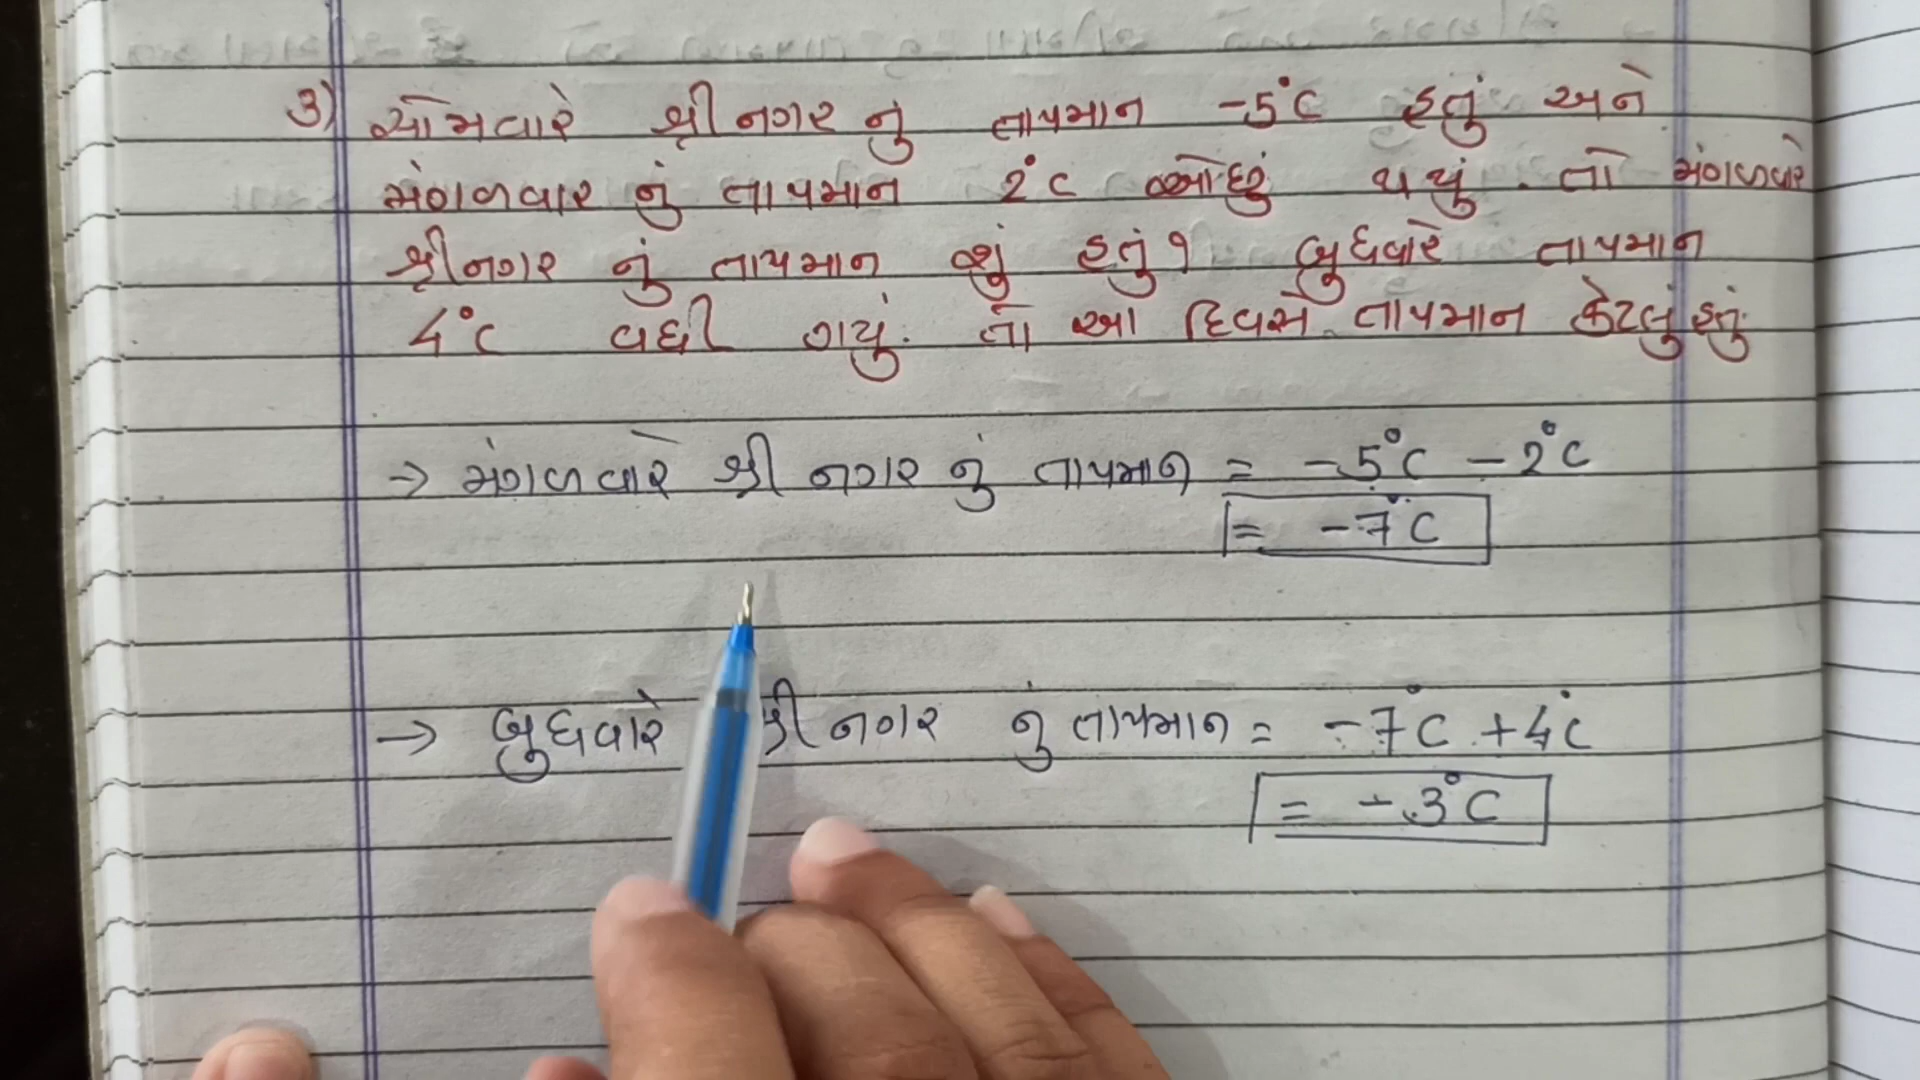 3) સોમવારે શ્રીનગર નું તાપમાન -5°C હતું અને
મંગળવાર નું તાપમાન 2°C ઓછું થયું. તો મંગળવારે
શ્રીનગર નું તાપમાન શું હતું? બુધવારે તાપમાન
4°C વધી ગયું. તો આ દિવસે તાપમાન કેટલું હતું
→ મંગળવારે શ્રીનગર નું તાપમાન = -5°C - 2°C
= -7°C
→ બુધવારે શ્રીનગર નું તાપમાન = -7°C + 4°C
= -3°C